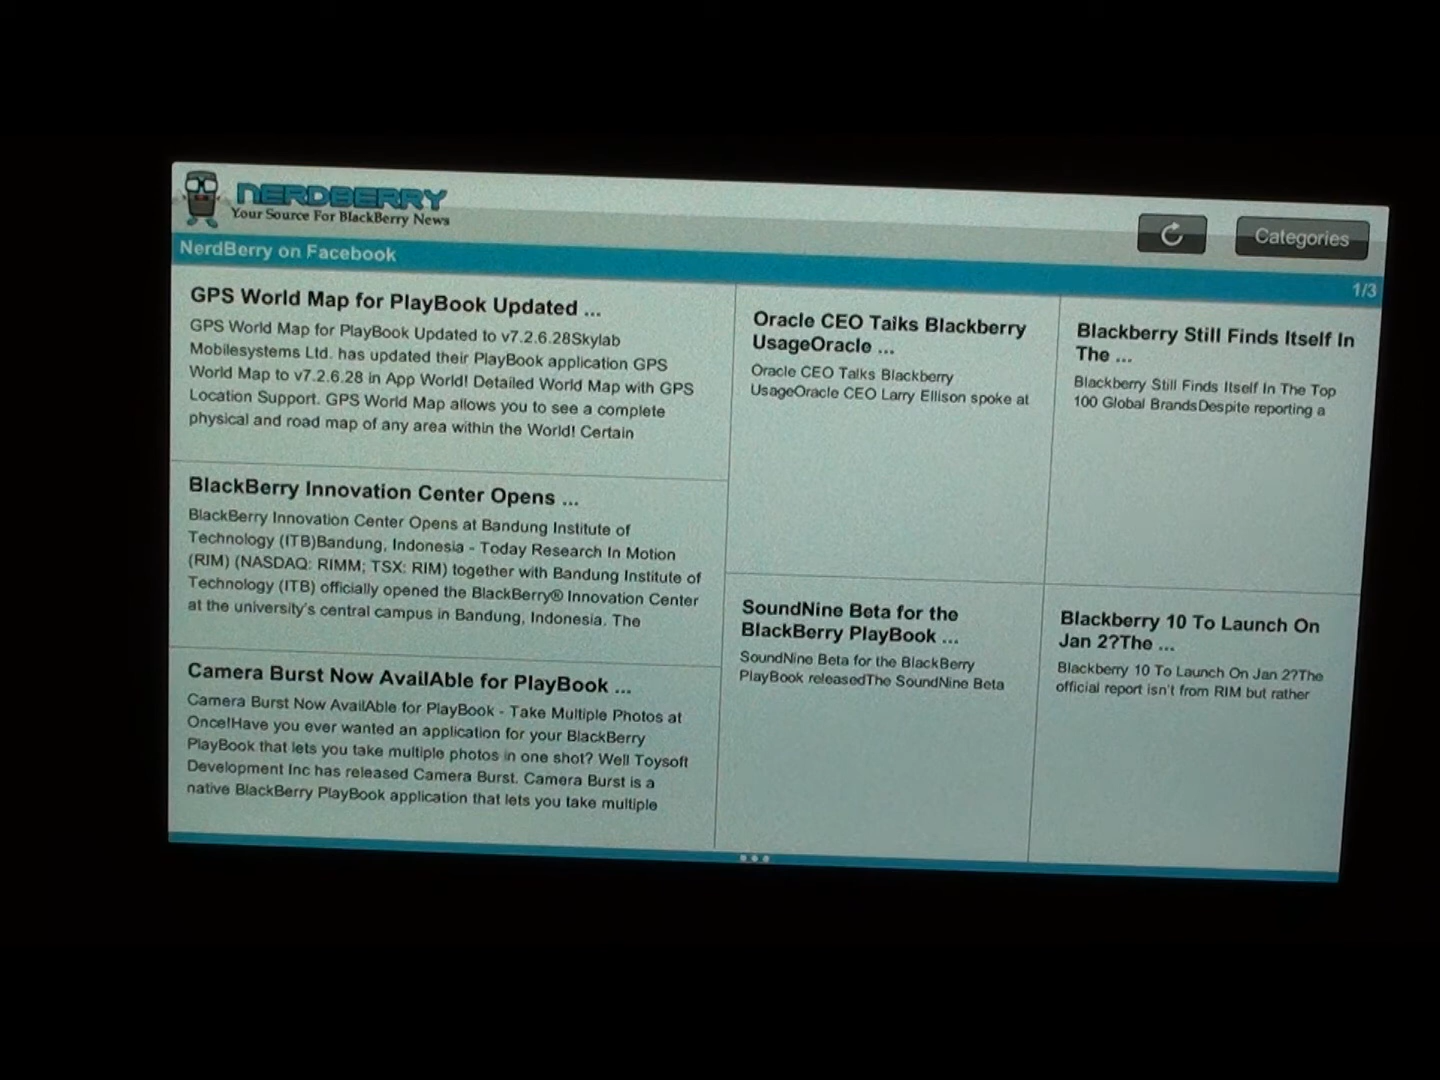 NERDBERRY
Your Source For BlackBerry News
Categories
NerdBerry on Facebook
1/3
GPS World Map for PlayBook Updated ...
GPS World Map for PlayBook Updated to v7.2.6.28Skylab
Mobilesystems Ltd. has updated their PlayBook application GPS
World Map to v7.2.6.28 in App World! Detailed World Map with GPS
Location Support. GPS World Map allows you to see a complete
physical and road map of any area within the World! Certain
BlackBerry Innovation Center Opens ...
BlackBerry Innovation Center Opens at Bandung Institute of
Technology (ITB)Bandung, Indonesia - Today Research In Motion
(RIM) (NASDAQ: RIMM; TSX: RIM) together with Bandung Institute of
Technology (ITB) officially opened the BlackBerry® Innovation Center
at the university's central campus in Bandung, Indonesia. The
Camera Burst Now AvailAble for PlayBook ...
Camera Burst Now AvailAble for PlayBook - Take Multiple Photos at
Once!Have you ever wanted an application for your BlackBerry
PlayBook that lets you take multiple photos in one shot? Well Toysoft
Development Inc has released Camera Burst. Camera Burst is a
native BlackBerry PlayBook application that lets you take multiple
Oracle CEO Talks Blackberry
UsageOracle ...
Oracle CEO Talks Blackberry
UsageOracle CEO Larry Ellison spoke at
Blackberry Still Finds Itself In
The ...
Blackberry Still Finds Itself In The Top
100 Global BrandsDespite reporting a
SoundNine Beta for the
BlackBerry PlayBook ...
SoundNine Beta for the BlackBerry
PlayBook releasedThe SoundNine Beta
Blackberry 10 To Launch On
Jan 2?The ...
Blackberry 10 To Launch On Jan 2?The
official report isn't from RIM but rather